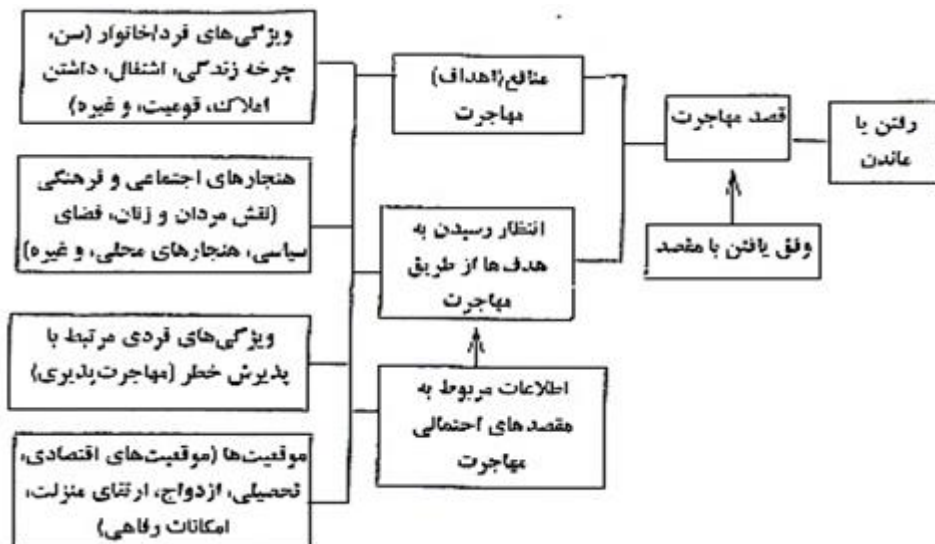 ویژگی‌های فرد/خانوار (سن،
چرخه زندگی، اشتغال، داشتن
املاک، قومیت، و غیره)
هنجارهای اجتماعی و فرهنگی
(نقش مردان و زنان، فضای
سیاسی، هنجارهای محلی، و غیره)
ویژگی‌های فردی مرتبط با
پذیرش خطر (مهاجرت‌پذیری)
موقعیت‌ها (موقعیت‌های اقتصادی،
تحصیلی، ازدواج، ارتقای منزلت،
امکانات رفاهی)
منافع (اهداف)
مهاجرت
انتظار رسیدن به
هدف‌ها از طریق
مهاجرت
اطلاعات مربوط به
مقصدهای احتمالی
مهاجرت
قصد مهاجرت
وفق یافتن با مقصد
رفتن یا
ماندن